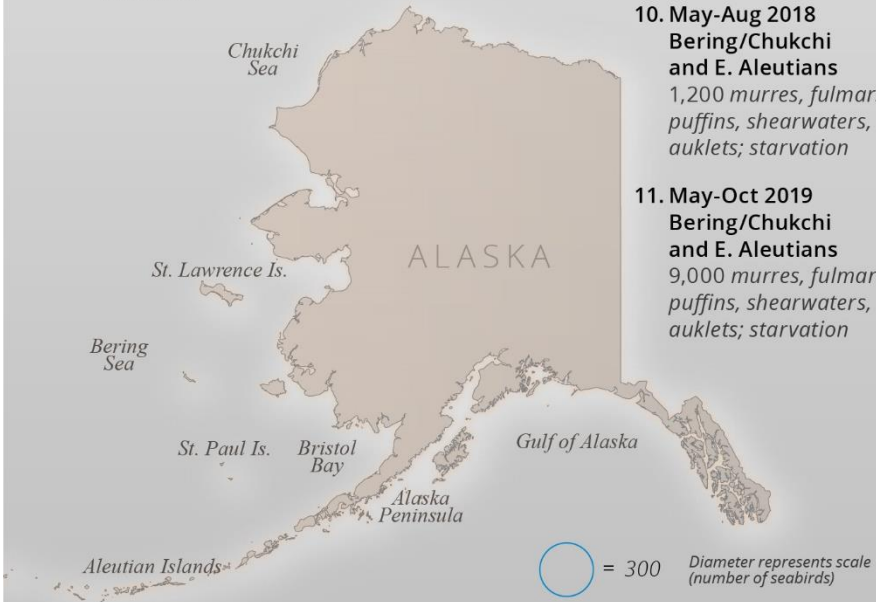 10. May-Aug 2018
Bering/Chukchi
and E. Aleutians
1,200 murres, fulmar
puffins, shearwaters,
auklets; starvation
11. May-Oct 2019
Bering/Chukchi
and E. Aleutians
9,000 murres, fulmar
puffins, shearwaters,
auklets; starvation
Chukchi
Sea
ALASKA
St. Lawrence Is.
Bering
Sea
St. Paul Is.
Bristol
Bay
Gulf of Alaska
Alaska
Peninsula
Aleutian Islands
= 300
Diameter represents scale
(number of seabirds)